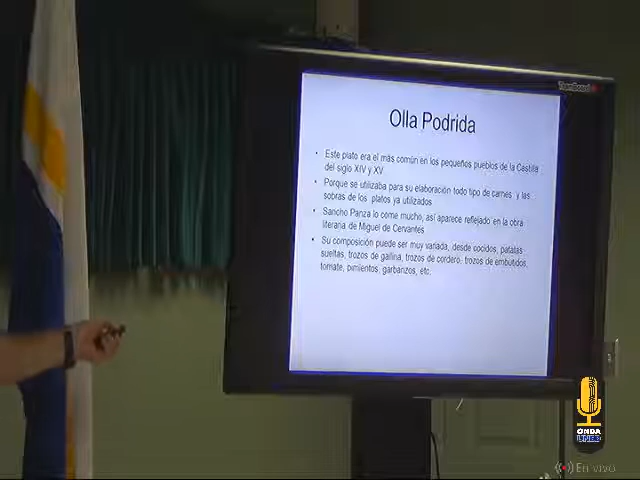 TeamBoard
Olla Podrida
• Este plato era el más común en los pequeños pueblos de la Castilla
del siglo XIV y XV
• Porque se utilizaba para su elaboración todo tipo de carnes y las
sobras de los platos ya utilizados
• Sancho Panza lo come mucho, así aparece reflejado en la obra
literaria de Miguel de Cervantes
• Su composición puede ser muy variada, desde cocidos, patatas
sueltas, trozos de gallina, trozos de cordero, trozos de embutidos,
tomate, pimientos, garbanzos, etc.
ONDA
En vivo